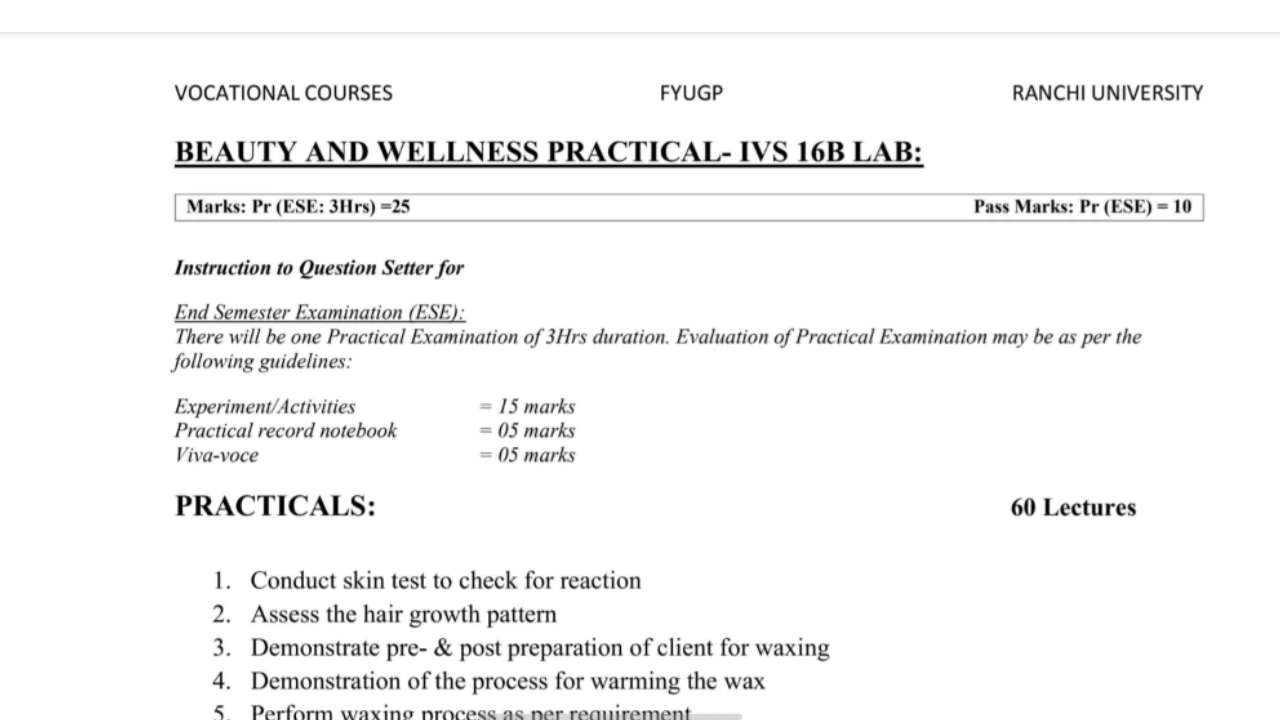 VOCATIONAL COURSES FYUGP RANCHI UNIVERSITY
BEAUTY AND WELLNESS PRACTICAL- IVS 16B LAB:
Marks: Pr (ESE: 3Hrs) =25 Pass Marks: Pr (ESE) = 10
Instruction to Question Setter for
End Semester Examination (ESE):
There will be one Practical Examination of 3Hrs duration. Evaluation of Practical Examination may be as per the
following guidelines:
Experiment/Activities = 15 marks
Practical record notebook = 05 marks
Viva-voce = 05 marks
PRACTICALS: 60 Lectures
1. Conduct skin test to check for reaction
2. Assess the hair growth pattern
3. Demonstrate pre- & post preparation of client for waxing
4. Demonstration of the process for warming the wax
5. Perform waxing process as per requirement